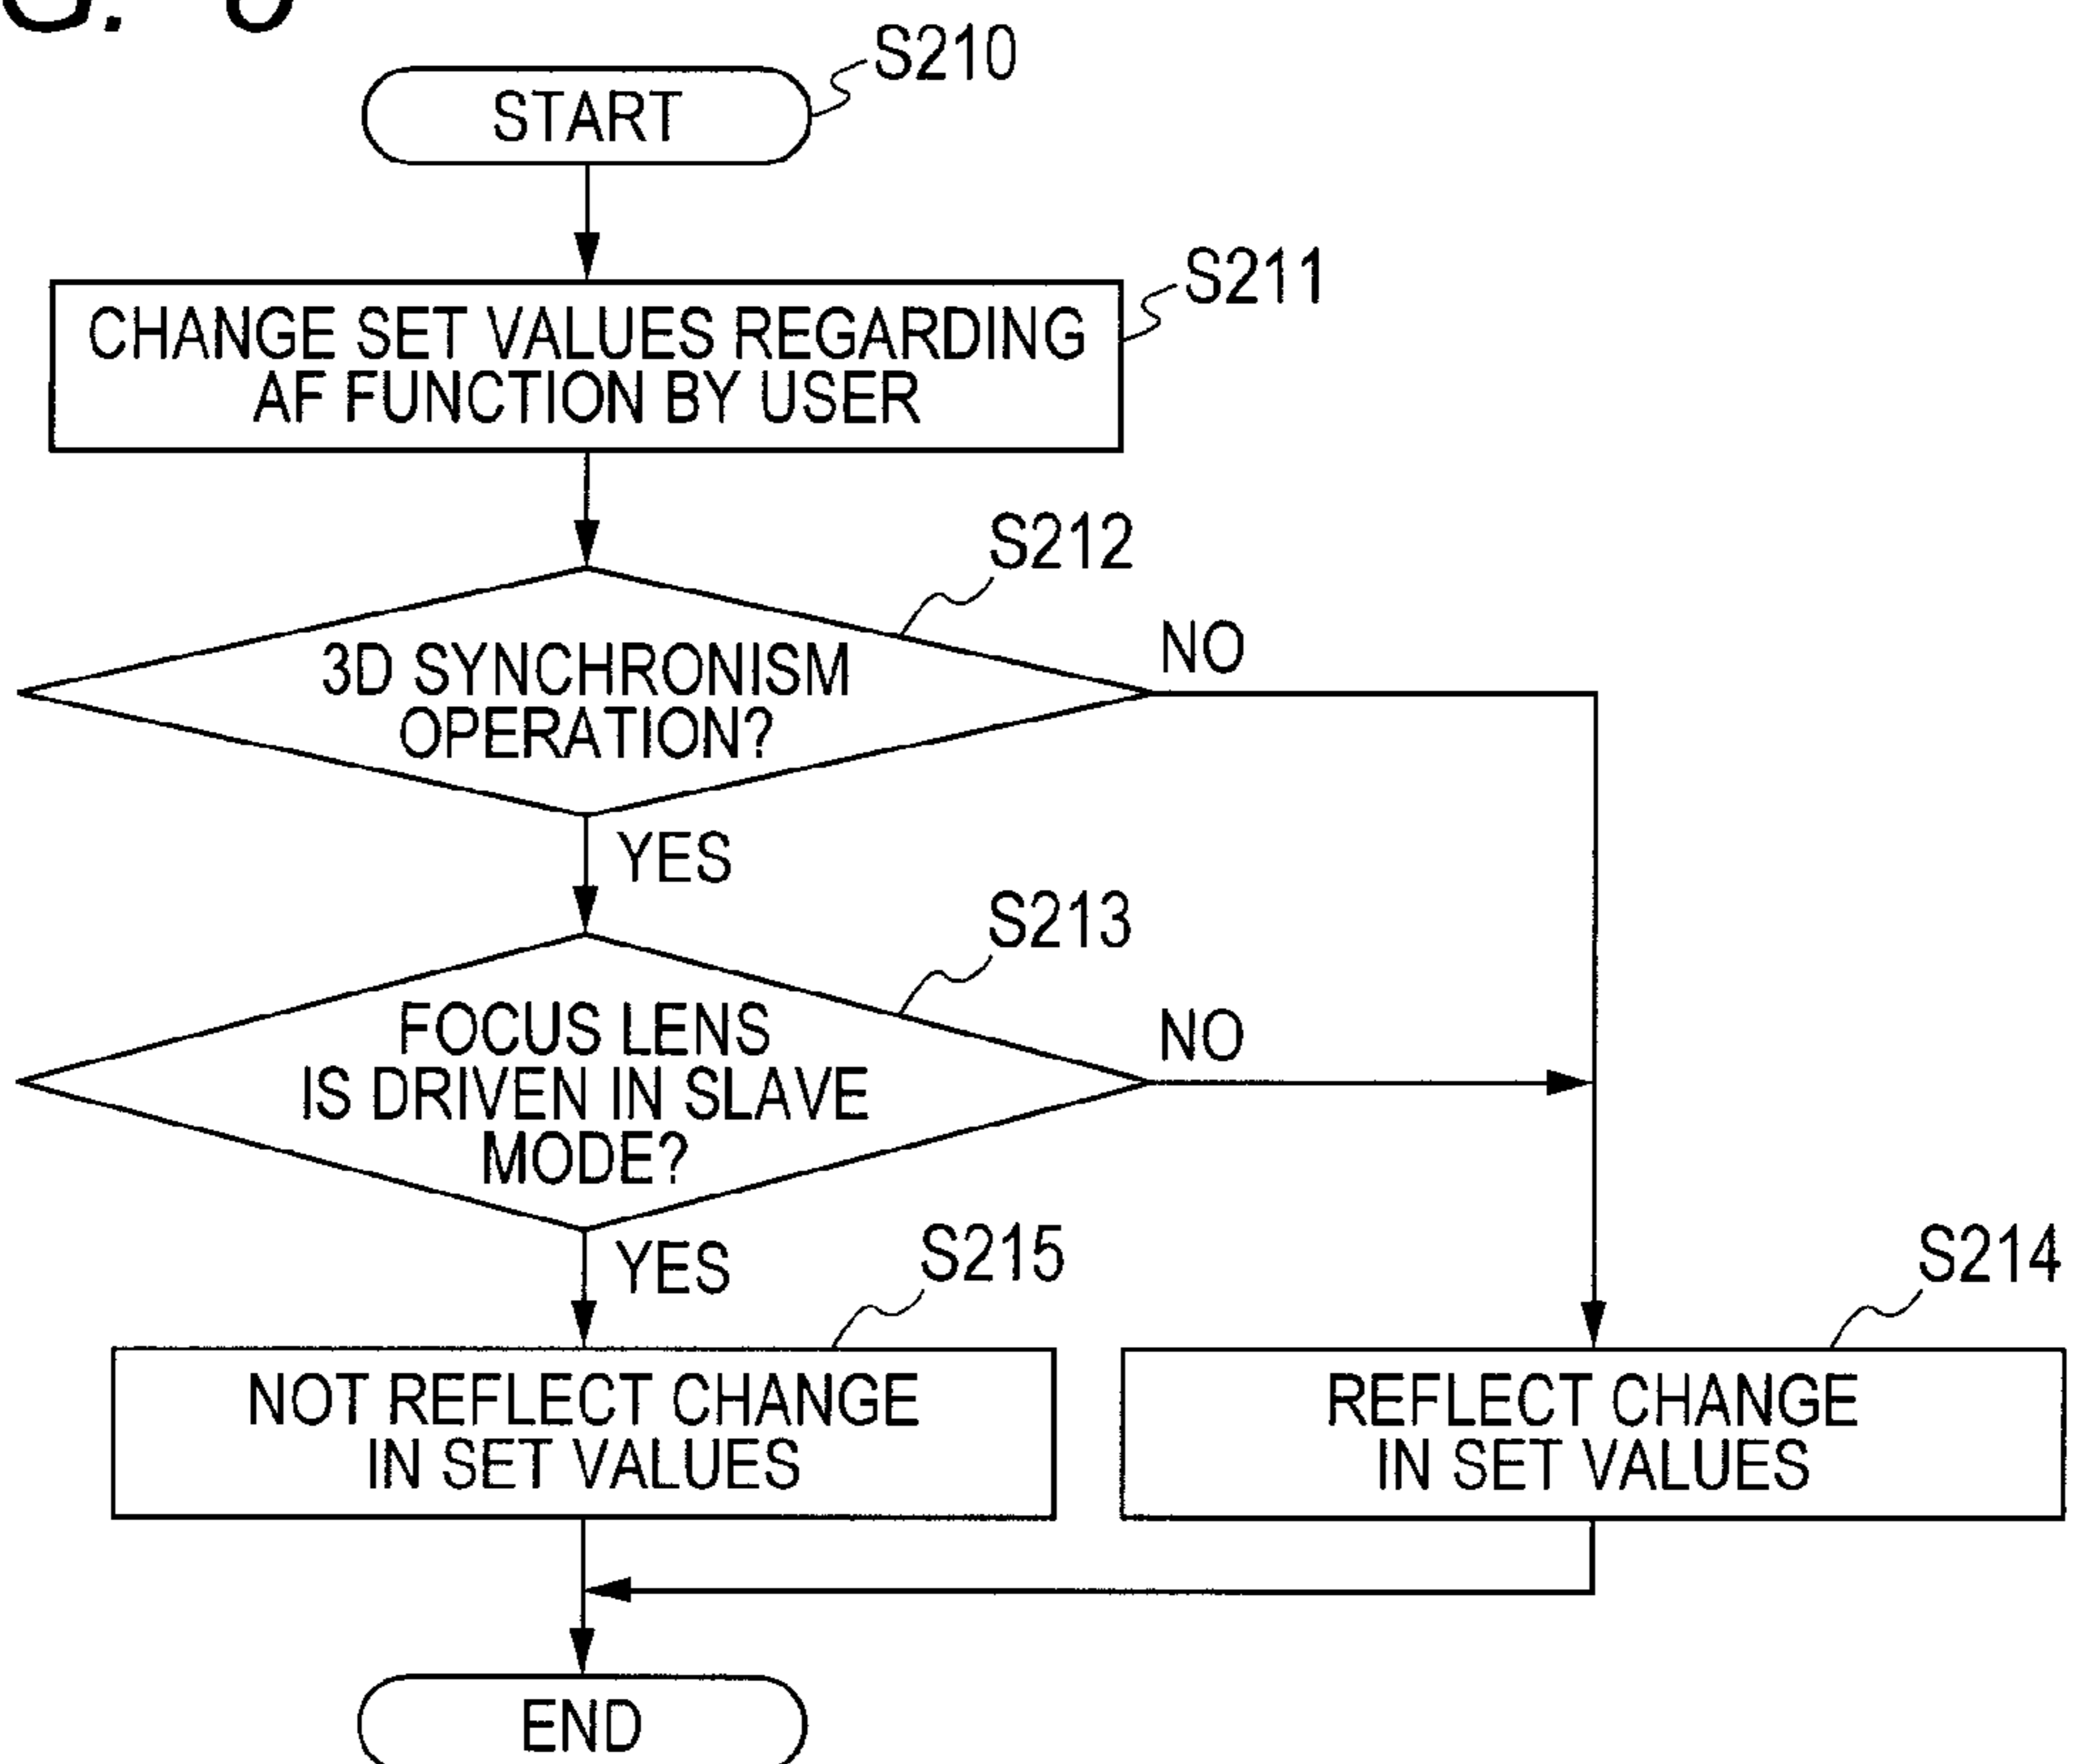 START
S210
CHANGE SET VALUES REGARDING
AF FUNCTION BY USER
S211
3D SYNCHRONISM
OPERATION?
S212
NO
YES
FOCUS LENS
IS DRIVEN IN SLAVE
MODE?
S213
NO
YES
NOT REFLECT CHANGE
IN SET VALUES
S215
REFLECT CHANGE
IN SET VALUES
S214
END